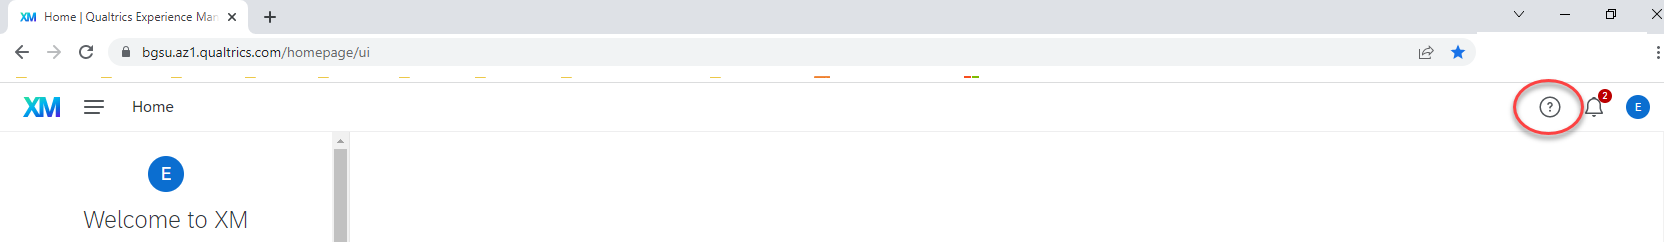 XM Home | Qualtrics Experience Man
bgsu.az1.qualtrics.com/homepage/ui
XM Home ? 2 E
E
Welcome to XM